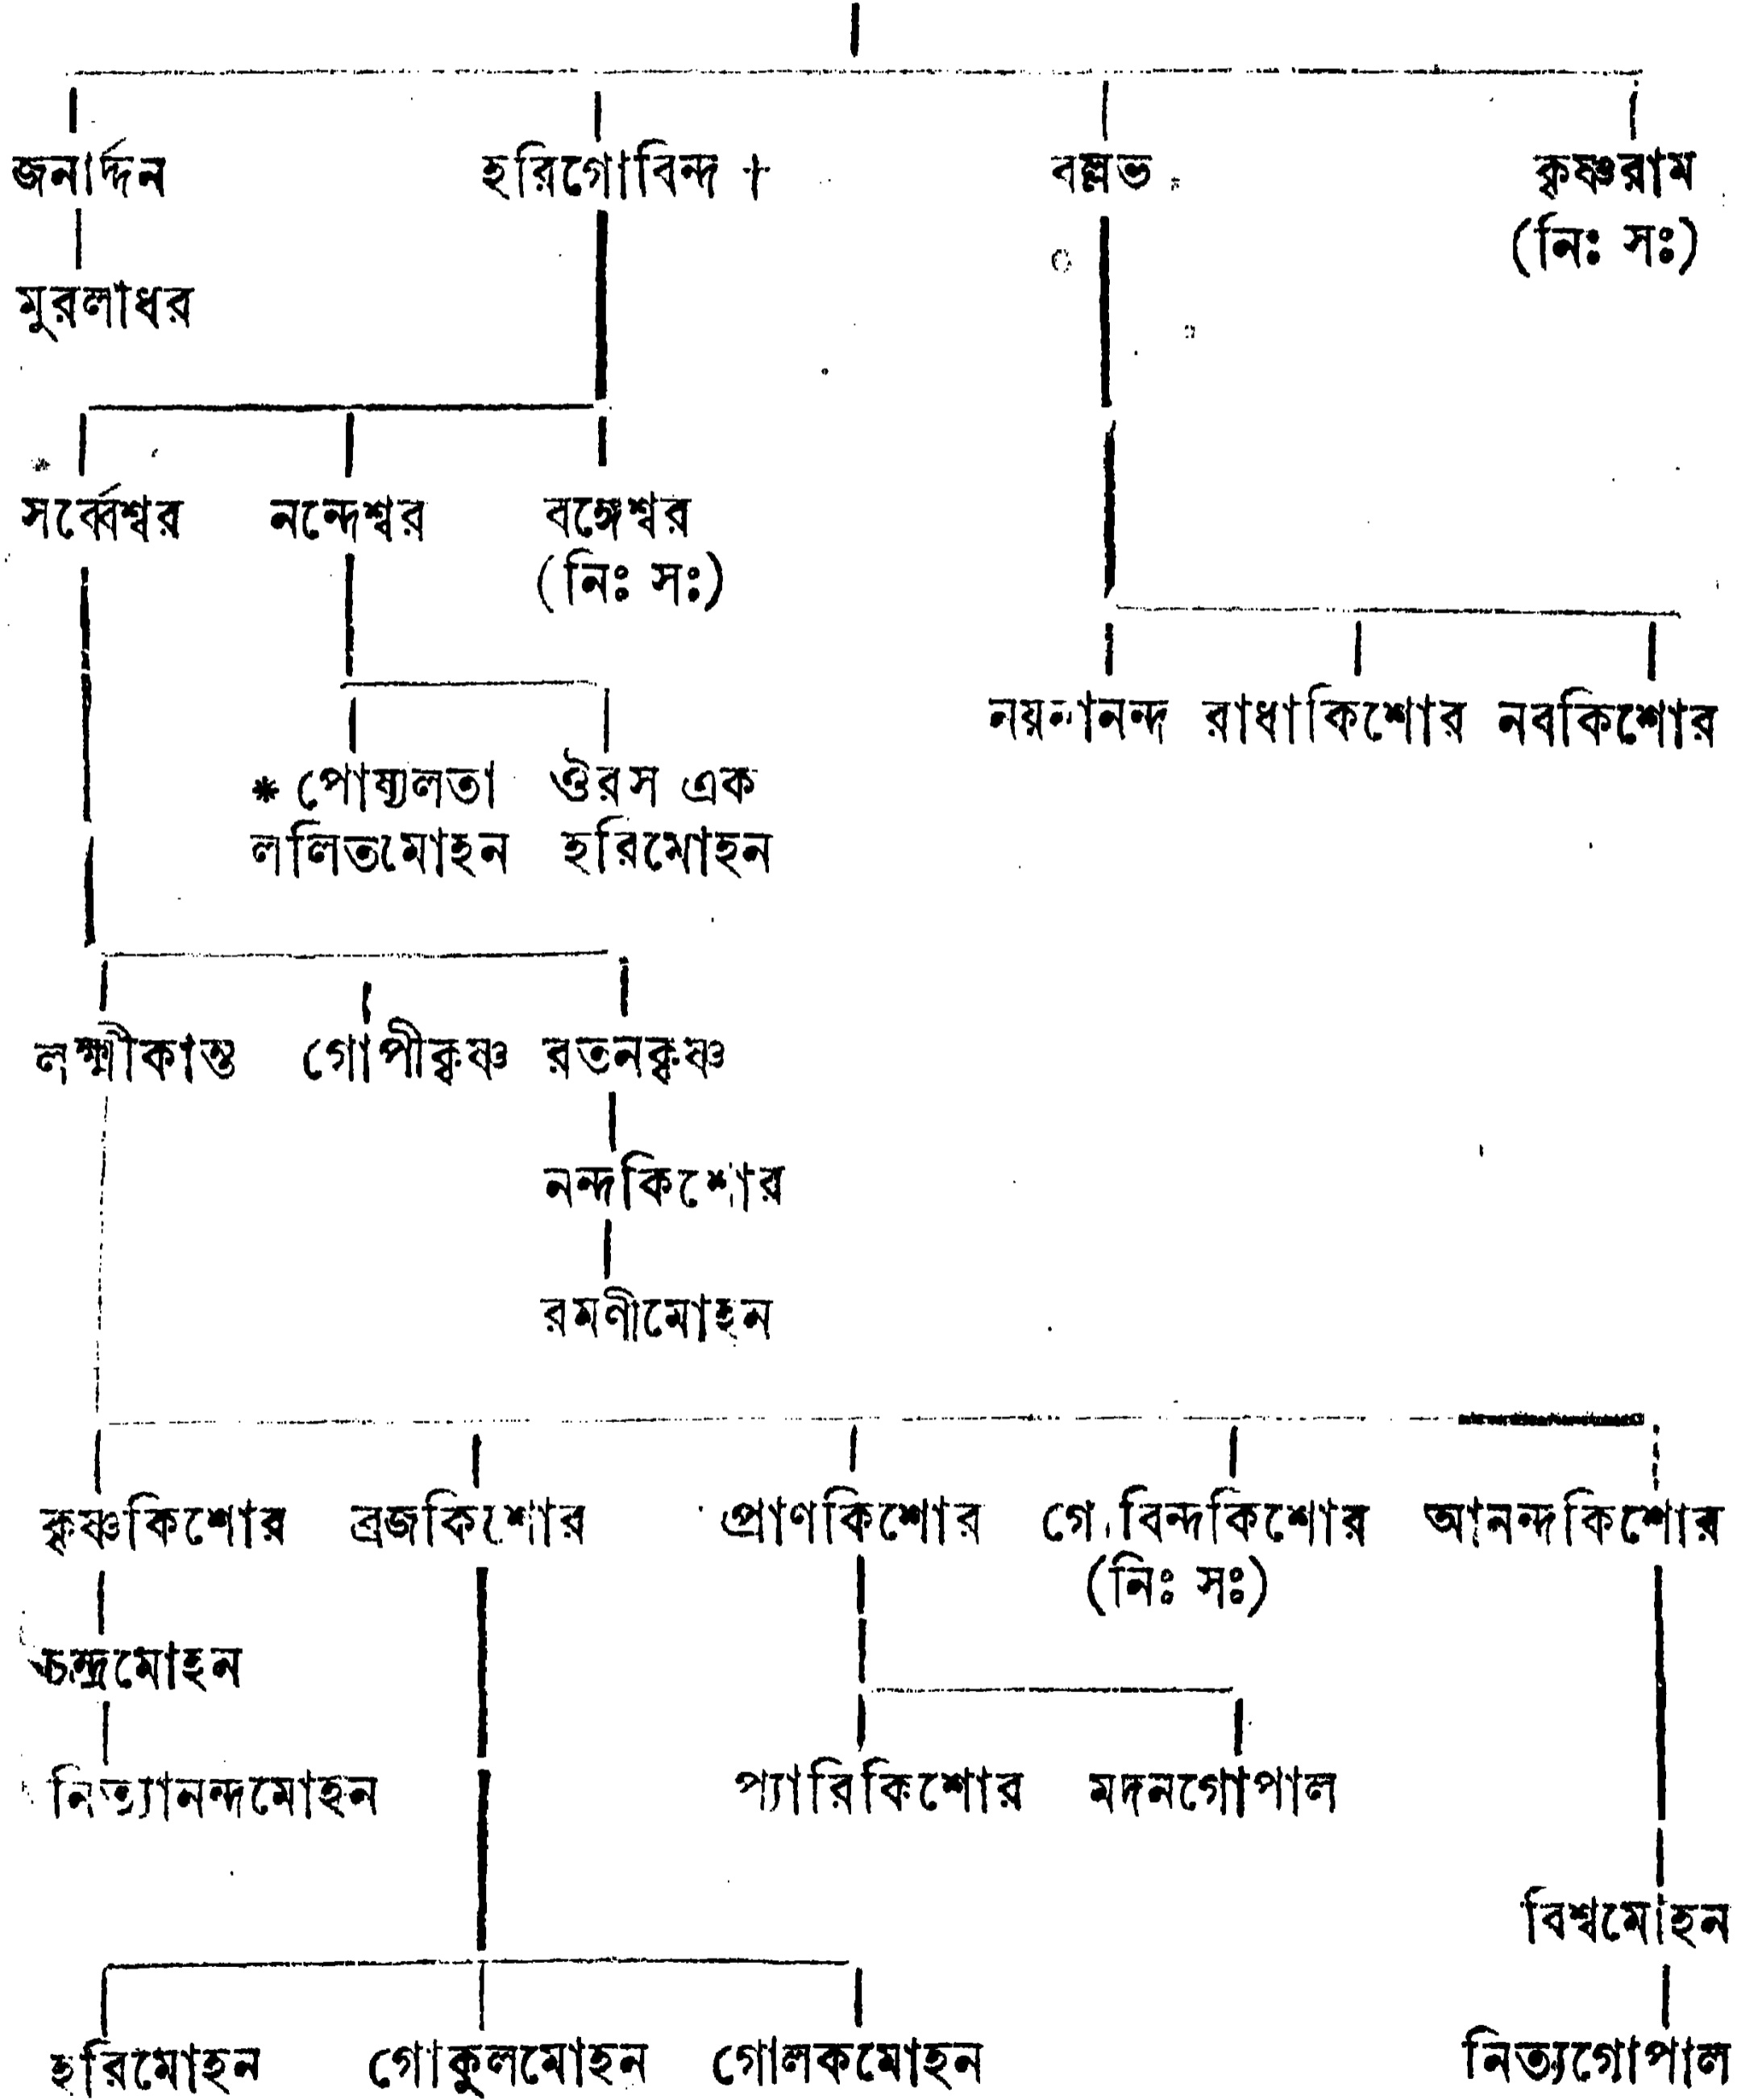 জনার্দ্দন হরিগোবিন্দ † বল্লভ কৃষ্ণরাম
(নিঃ সঃ)
মুরলাধর
সর্ব্বেশ্বর নন্দেশ্বর বঙ্গেশ্বর
(নিঃ সঃ)
নয়নানন্দ রাধাকিশোর নবকিশোর
* পোষ্যলতা ঔরস এক
ললিতমোহন হরিমোহন
লক্ষ্মীকান্ত গোপীকৃষ্ণ রতনকৃষ্ণ
নন্দকিশোর
রমণীমোহন
কৃষ্ণকিশোর ব্রজকিশোর প্রাণকিশোর গোবিন্দকিশোর আনন্দকিশোর
(নিঃ সঃ)
চন্দ্রমোহন
নিত্যানন্দমোহন প্যারিকিশোর মদনগোপাল
বিশ্বমোহন
হরিমোহন গোকুলমোহন গোলকমোহন নিত্যগোপাল